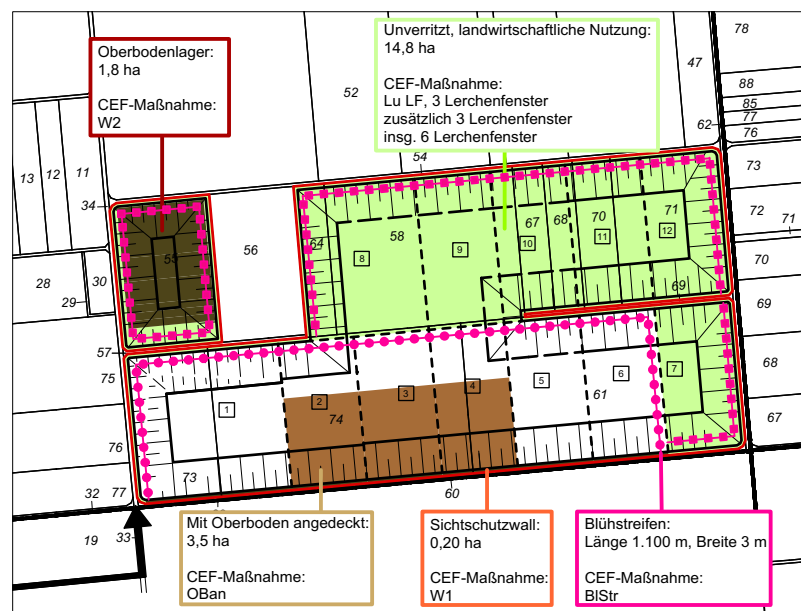 Oberbodenlager:
1,8 ha
CEF-Maßnahme:
W2
Unverritzt, landwirtschaftliche Nutzung:
14,8 ha
CEF-Maßnahme:
Lu LF, 3 Lerchenfenster
zusätzlich 3 Lerchenfenster
insg. 6 Lerchenfenster
78
47
52
88
85
77
62
76
13
12
11
54
73
34
72
71
67
68
70
71
58
64
56
55
8
9
10
11
12
70
28
30
29
69
69
57
75
68
7
6
5
4
3
2
1
61
74
67
76
73
32
77
60
19
33
Mit Oberboden angedeckt:
3,5 ha
CEF-Maßnahme:
OBan
Sichtschutzwall:
0,20 ha
CEF-Maßnahme:
W1
Blühstreifen:
Länge 1.100 m, Breite 3 m
CEF-Maßnahme:
BlStr